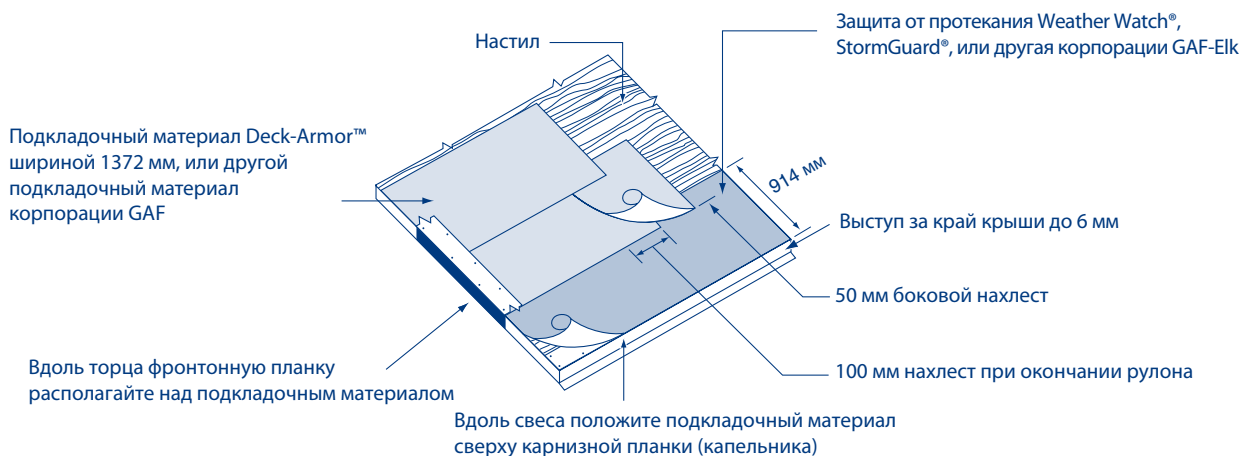 Защита от протекания Weather Watch®,
StormGuard®, или другая корпорации GAF-Elk
Настил
Подкладочный материал Deck-Armor™
шириной 1372 мм, или другой
подкладочный материал
корпорации GAF
914 мм
Выступ за край крыши до 6 мм
50 мм боковой нахлест
100 мм нахлест при окончании рулона
Вдоль торца фронтонную планку
располагайте над подкладочным материалом
Вдоль свеса положите подкладочный материал
сверху карнизной планки (капельника)